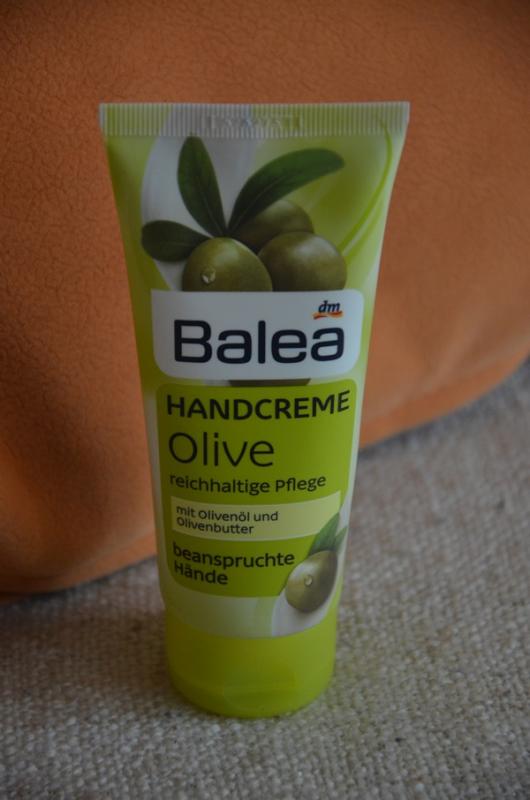 dm
Balea
HANDCREME
Olive
reichhaltige Pflege
mit Olivenöl und
Olivenbutter
beanspruchte
Hände